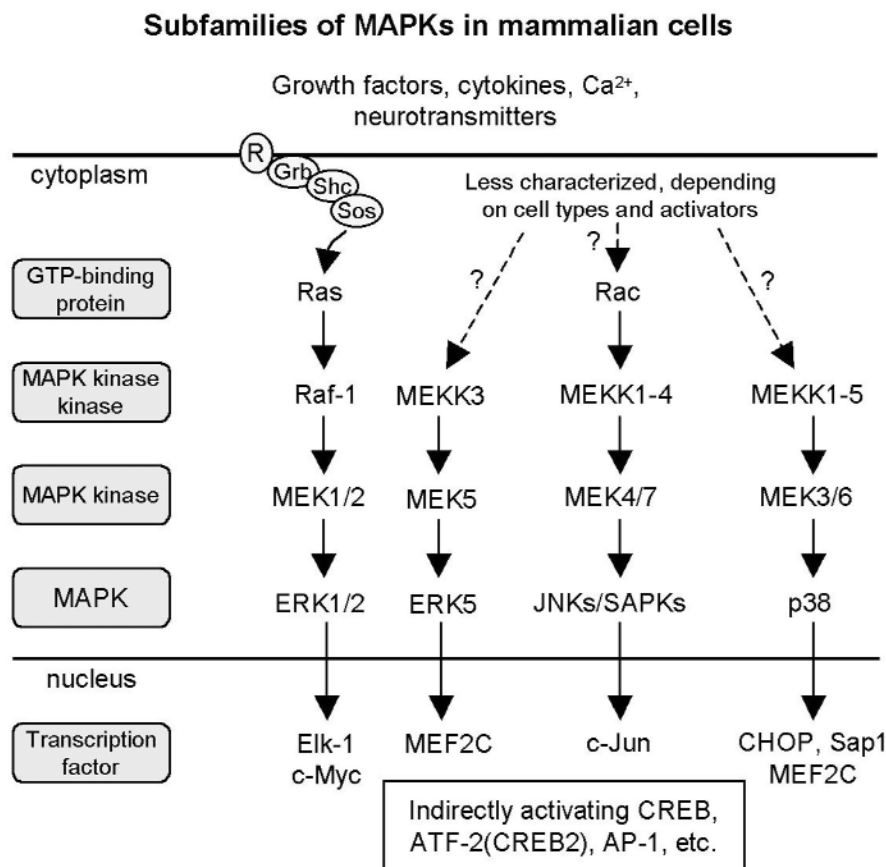 Subfamilies of MAPKs in mammalian cells
Growth factors, cytokines, Ca²⁺,
neurotransmitters
cytoplasm
R
Grb
Shc
Sos
Less characterized, depending
on cell types and activators
? ? ?
GTP-binding
protein
Ras Rac
MAPK kinase
kinase
Raf-1 MEKK3 MEKK1-4 MEKK1-5
MAPK kinase
MEK1/2 MEK5 MEK4/7 MEK3/6
MAPK
ERK1/2 ERK5 JNKs/SAPKs p38
nucleus
Transcription
factor
Elk-1 MEF2C c-Jun CHOP, Sap1
c-Myc MEF2C
Indirectly activating CREB,
ATF-2(CREB2), AP-1, etc.